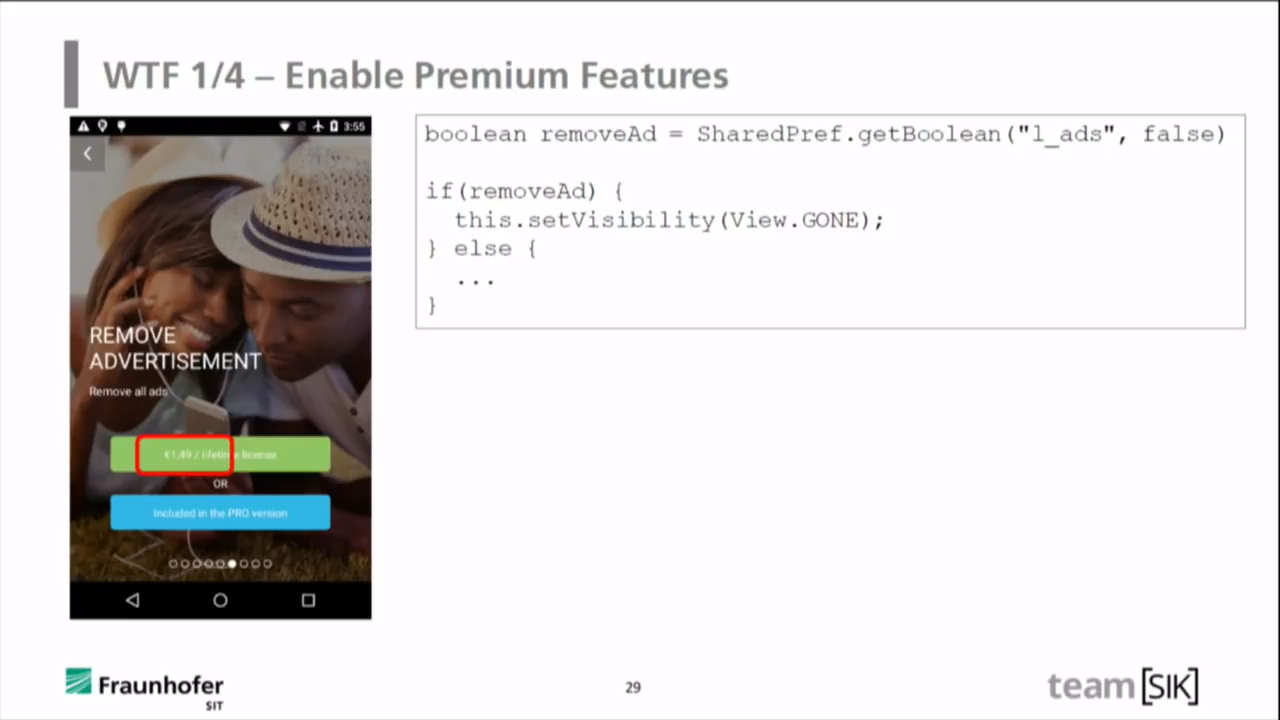 WTF 1/4 – Enable Premium Features
3:55
REMOVE
ADVERTISEMENT
Remove all ads
€1,49 / lifetime license
OR
Included in the PRO version
boolean removeAd = SharedPref.getBoolean("l_ads", false)
if(removeAd) {
this.setVisibility(View.GONE);
} else {
...
}
Fraunhofer
SIT
29
team[SIK]